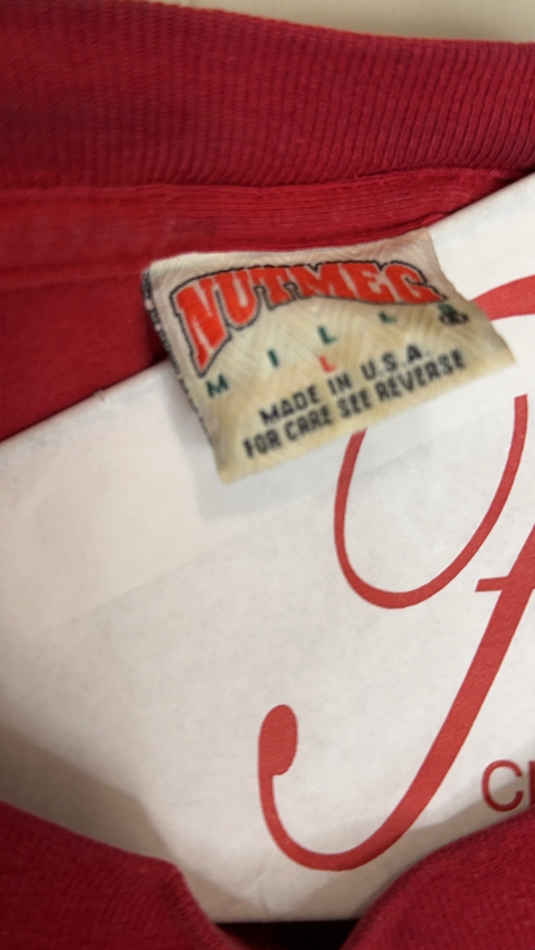 NUTMEG
MILLS
L
MADE IN U.S.A.
FOR CARE SEE REVERSE